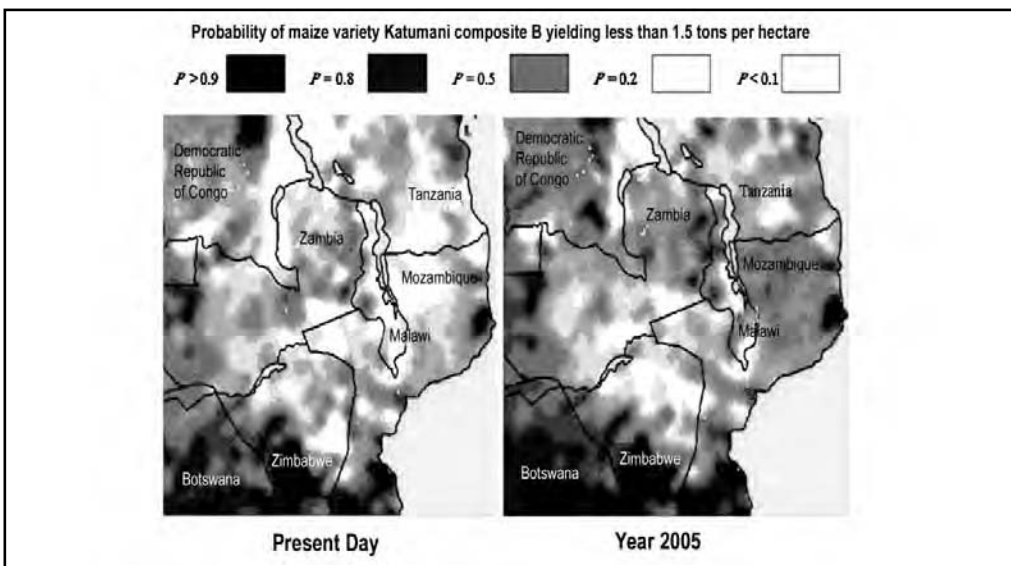 Probability of maize variety Katumani composite B yielding less than 1.5 tons per hectare
P > 0.9 P = 0.8 P = 0.5 P = 0.2 P < 0.1
Democratic
Republic
of Congo
Tanzania
Zambia
Mozambique
Malawi
Zimbabwe
Botswana
Present Day
Democratic
Republic
of Congo
Tanzania
Zambia
Mozambique
Malawi
Zimbabwe
Botswana
Year 2005